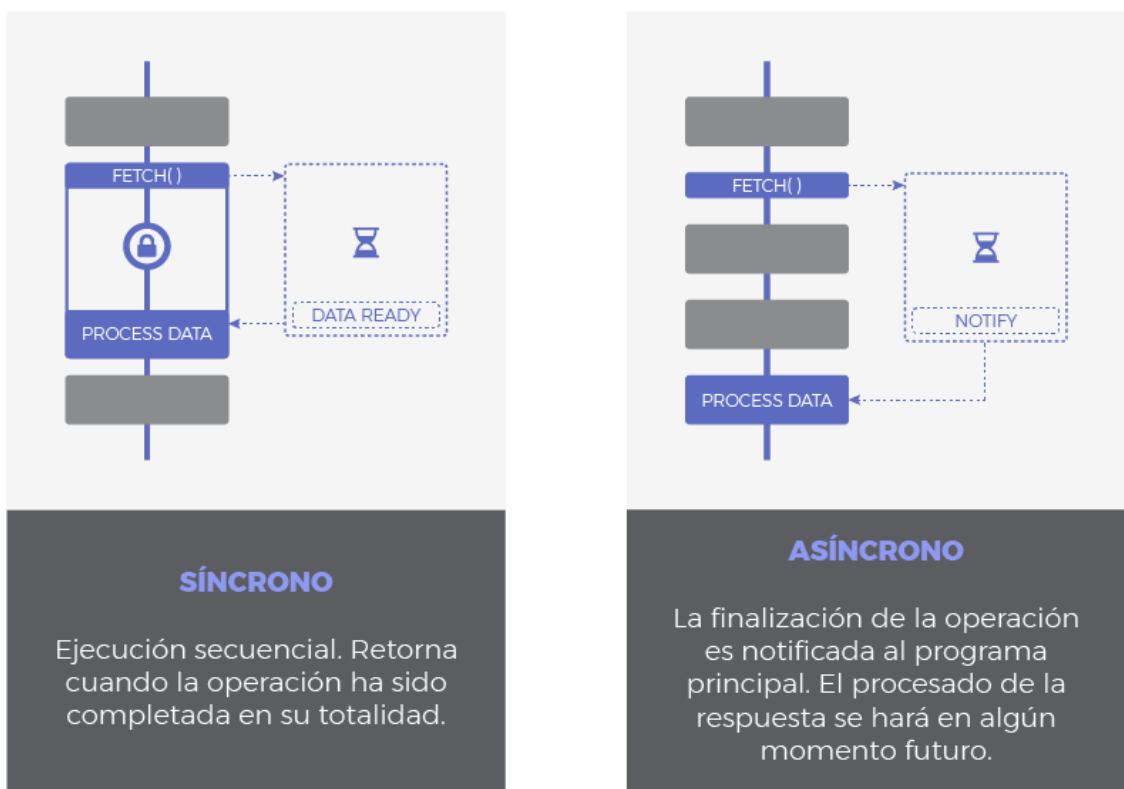 FETCH( )
PROCESS DATA
DATA READY
SÍNCRONO
Ejecución secuencial. Retorna
cuando la operación ha sido
completada en su totalidad.
FETCH( )
NOTIFY
PROCESS DATA
ASÍNCRONO
La finalización de la operación
es notificada al programa
principal. El procesado de la
respuesta se hará en algún
momento futuro.